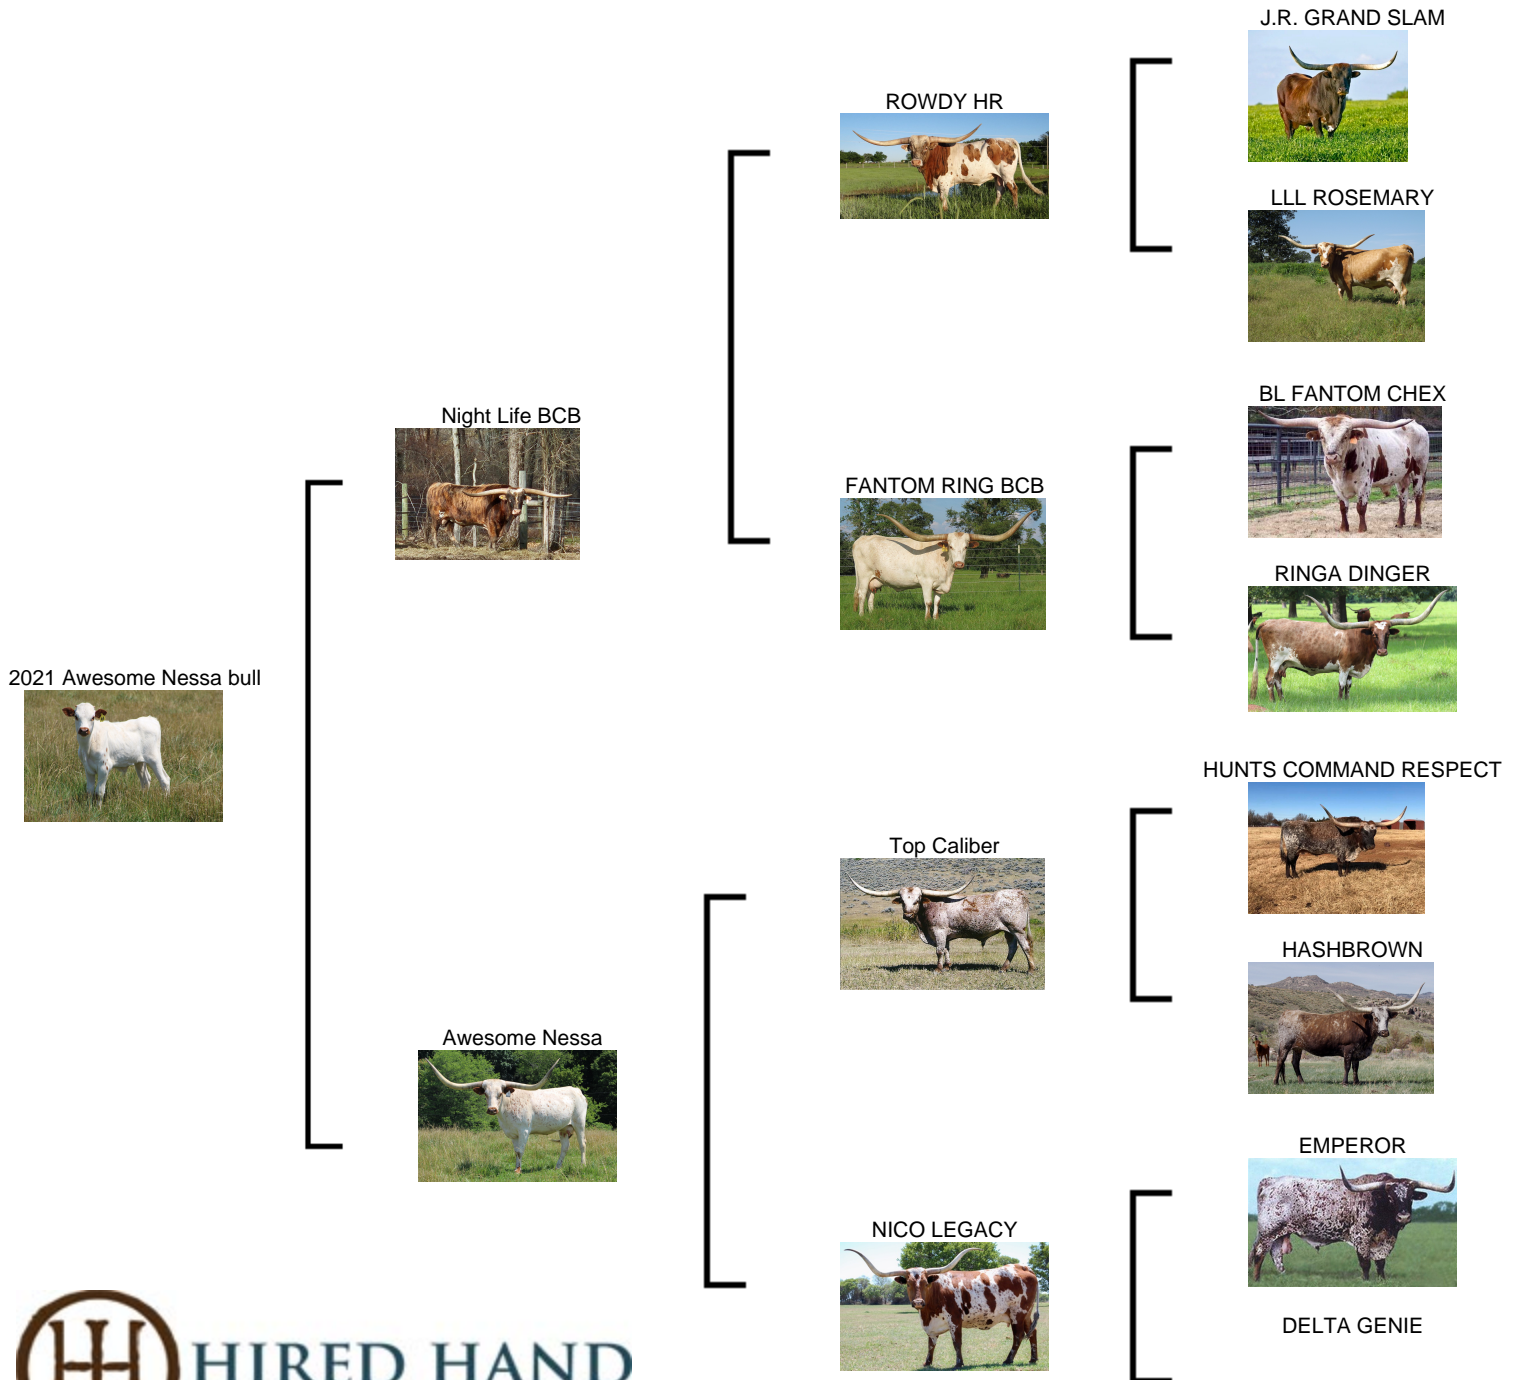 J.R. GRAND SLAM
ROWDY HR
LLL ROSEMARY
BL FANTOM CHEX
Night Life BCB
FANTOM RING BCB
RINGA DINGER
2021 Awesome Nessa bull
HUNTS COMMAND RESPECT
Top Caliber
HASHBROWN
Awesome Nessa
EMPEROR
NICO LEGACY
DELTA GENIE
HIRED HAND